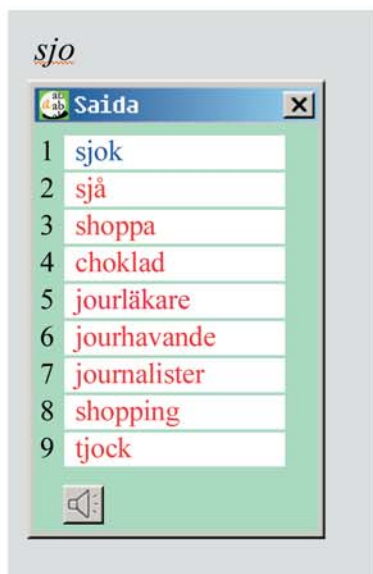 sjo
Saida
1 sjok
2 sjå
3 shoppa
4 choklad
5 jourläkare
6 jourhavande
7 journalister
8 shopping
9 tjock